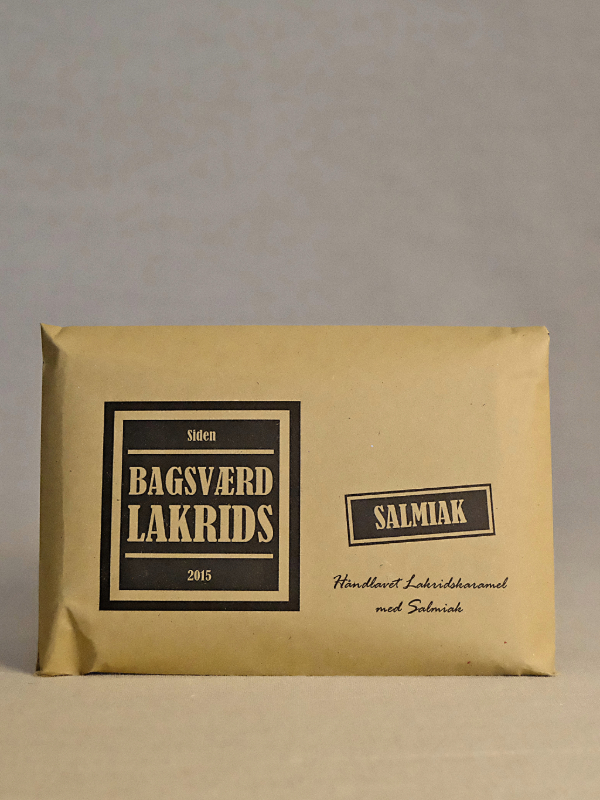 Siden
BAGSVÆRD
LAKRIDS
2015
SALMIAK
Håndlavet Lakridskaramel
med Salmiak